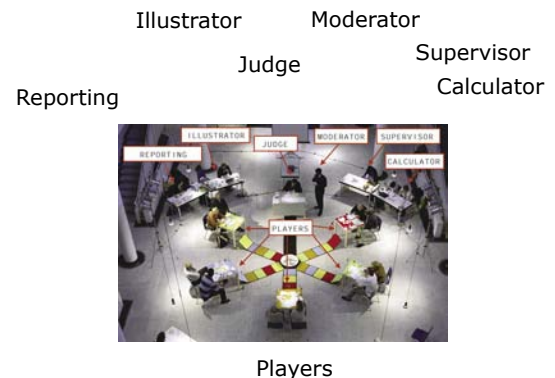 Illustrator
Moderator
Judge
Supervisor
Calculator
Reporting
ILLUSTRATOR
MODERATOR
SUPERVISOR
JUDGE
REPORTING
CALCULATOR
PLAYERS
Players